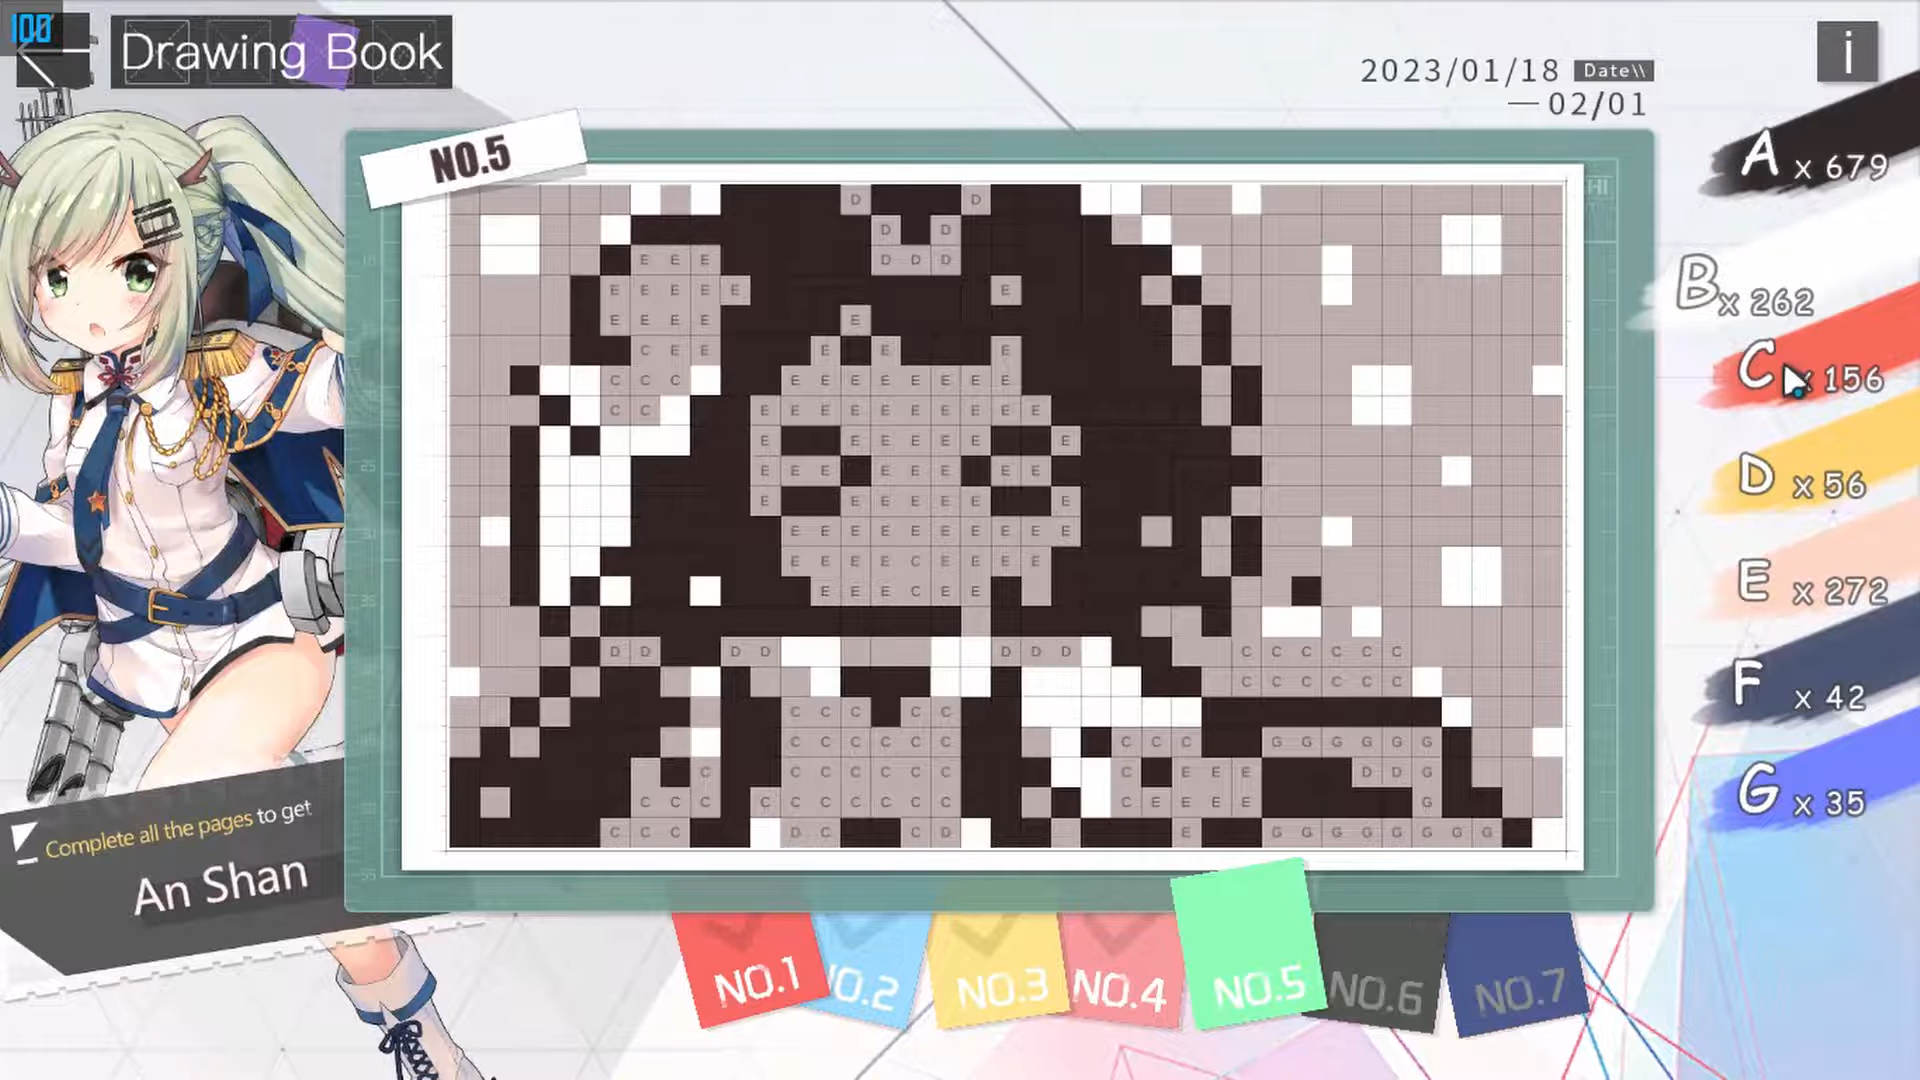 100
Drawing Book
i
2023/01/18 Date\\
— 02/01
NO.5
A x 679
B x 262
C x 156
D x 56
E x 272
F x 42
G x 35
D D
D D
E E E D D D
E E E E E E
E E E E E
C E E E E E
C C C E E E E E E E E
C C E E E E E E E E E E
E E E E E E E
E E E E E E E E
E E E E E E E
E E E E E E E E E E
E E E E C E E E E
E E E C E E
D D D D D D D C C C C C C
C C C C C C
C C C C C
C C C C C C C C C G G G G G G
C C C C C C C C E E E D D G
C C C C C C C C C C C E E E E G
C C C D C C D E G G G G G G G G
Complete all the pages to get
An Shan
NO.1
NO.2
NO.3
NO.4
NO.5
NO.6
NO.7